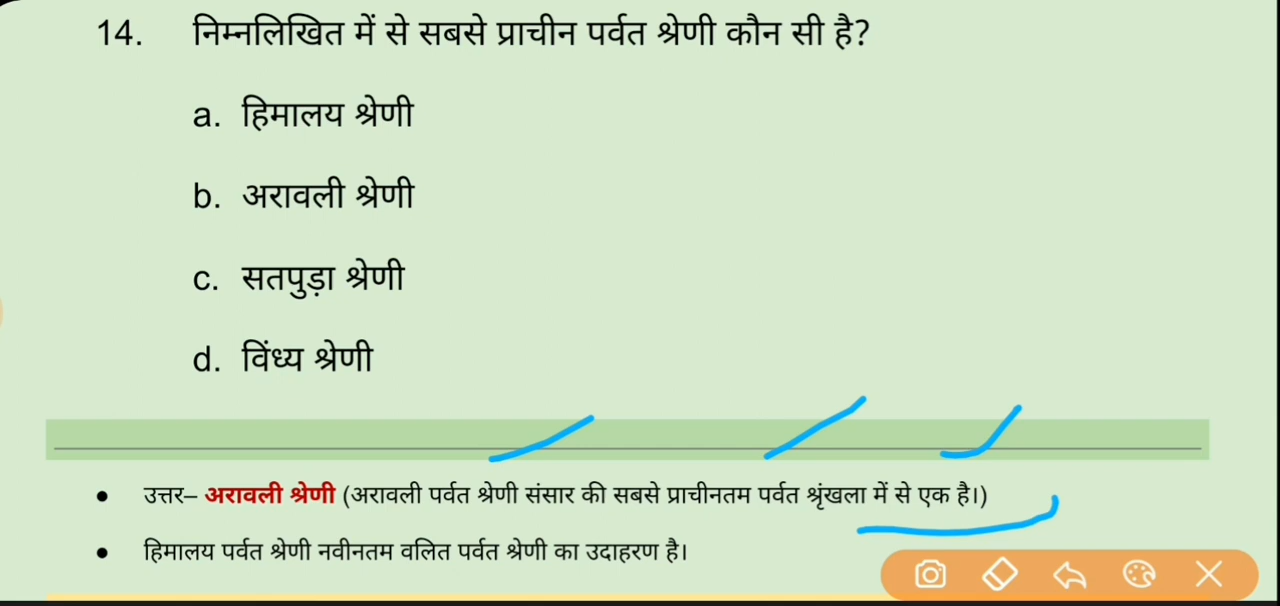 14. निम्नलिखित में से सबसे प्राचीन पर्वत श्रेणी कौन सी है?
a. हिमालय श्रेणी
b. अरावली श्रेणी
c. सतपुड़ा श्रेणी
d. विंध्य श्रेणी
• उत्तर– अरावली श्रेणी (अरावली पर्वत श्रेणी संसार की सबसे प्राचीनतम पर्वत श्रृंखला में से एक है।)
• हिमालय पर्वत श्रेणी नवीनतम वलित पर्वत श्रेणी का उदाहरण है।